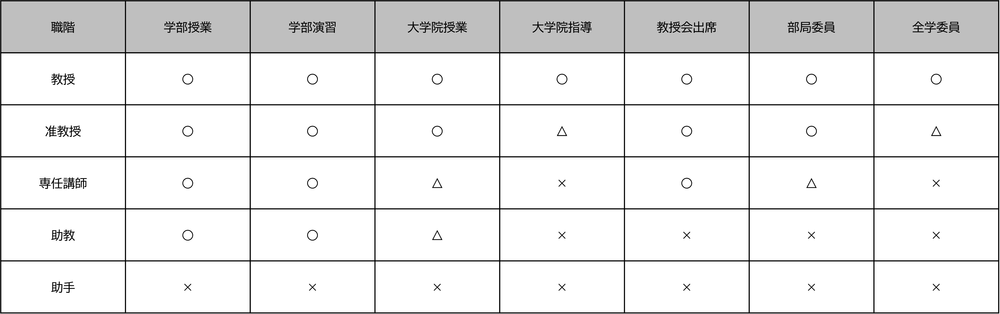 職階 学部授業 学部演習 大学院授業 大学院指導 教授会出席 部局委員 全学委員
教授 ○ ○ ○ ○ ○ ○ ○
准教授 ○ ○ ○ △ ○ ○ △
専任講師 ○ ○ △ × ○ △ ×
助教 ○ ○ △ × × × ×
助手 × × × × × × ×